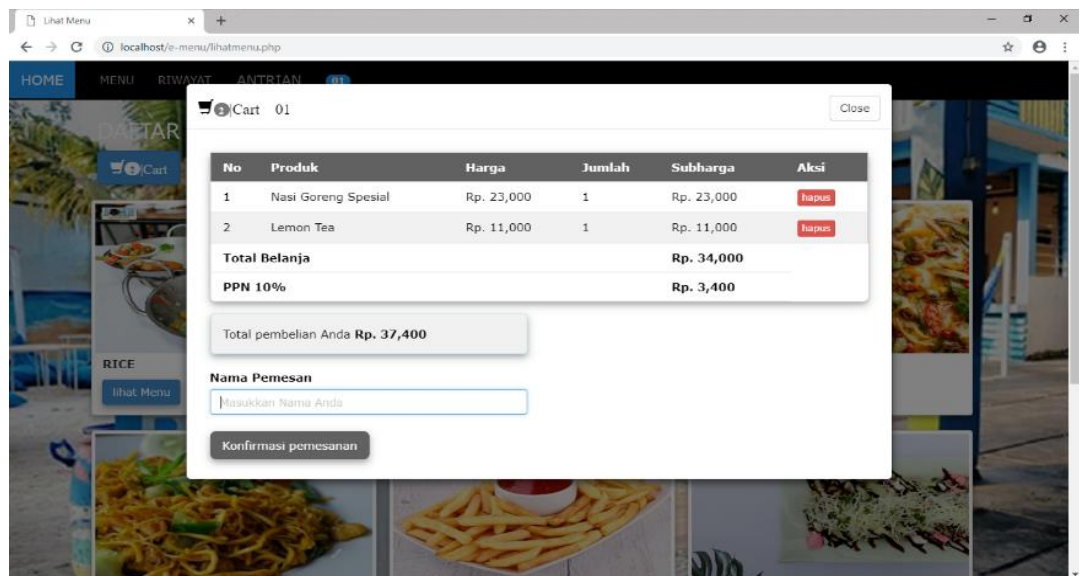 Lihat Menu
localhost/e-menu/lihatmenu.php
HOME MENU RIWAYAT ANTRIAN 01
2|Cart 01 Close
DAFTAR
2|Cart
No Produk Harga Jumlah Subharga Aksi
1 Nasi Goreng Spesial Rp. 23,000 1 Rp. 23,000 hapus
2 Lemon Tea Rp. 11,000 1 Rp. 11,000 hapus
Total Belanja Rp. 34,000
PPN 10% Rp. 3,400
Total pembelian Anda Rp. 37,400
RICE
lihat Menu
Nama Pemesan
Masukkan Nama Anda
Konfirmasi pemesanan